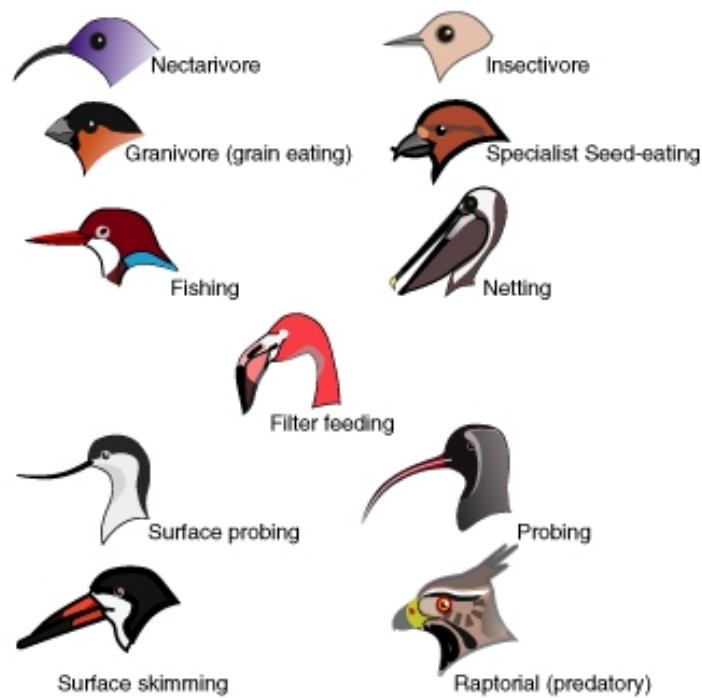 Nectarivore
Insectivore
Granivore (grain eating)
Specialist Seed-eating
Fishing
Netting
Filter feeding
Surface probing
Probing
Surface skimming
Raptorial (predatory)